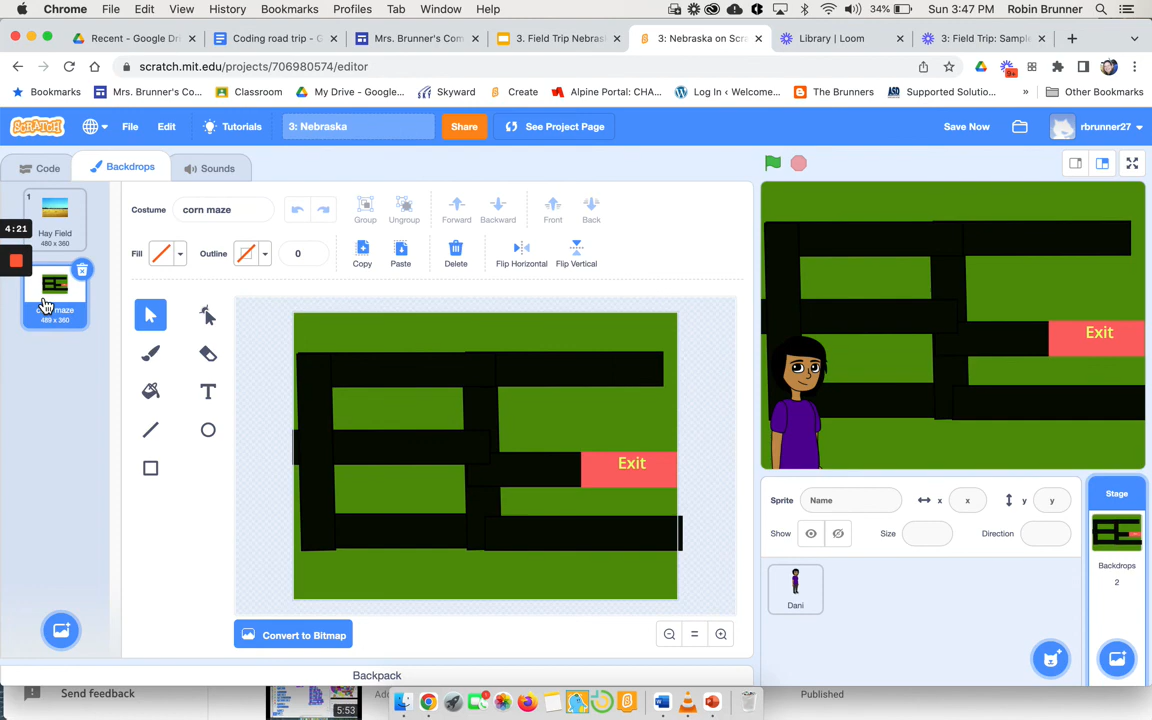 Chrome File Edit View History Bookmarks Profiles Tab Window Help 34% Sun 3:47 PM Robin Brunner
Recent - Google Dri Coding road trip - G Mrs. Brunner's Com 3. Field Trip Nebras 3: Nebraska on Scra Library | Loom 3: Field Trip: Sampl
scratch.mit.edu/projects/706980574/editor 9+
Bookmarks Mrs. Brunner's Co... Classroom My Drive - Google... Skyward Create Alpine Portal: CHA... Log In ‹ Welcome... The Brunners Supported Solutio... » Other Bookmarks
SCRATCH File Edit Tutorials 3: Nebraska Share See Project Page Save Now rbrunner27
Code Backdrops Sounds
1
Hay Field
480 x 360
4:21
maze
489 x 360
Costume corn maze Group Ungroup Forward Backward Front Back
Fill Outline 0 Copy Paste Delete Flip Horizontal Flip Vertical
Exit
Convert to Bitmap
Backpack
Exit
Sprite Name x x y y
Show Size Direction
Dani
Stage
Backdrops
2
Send feedback
5:53
Published